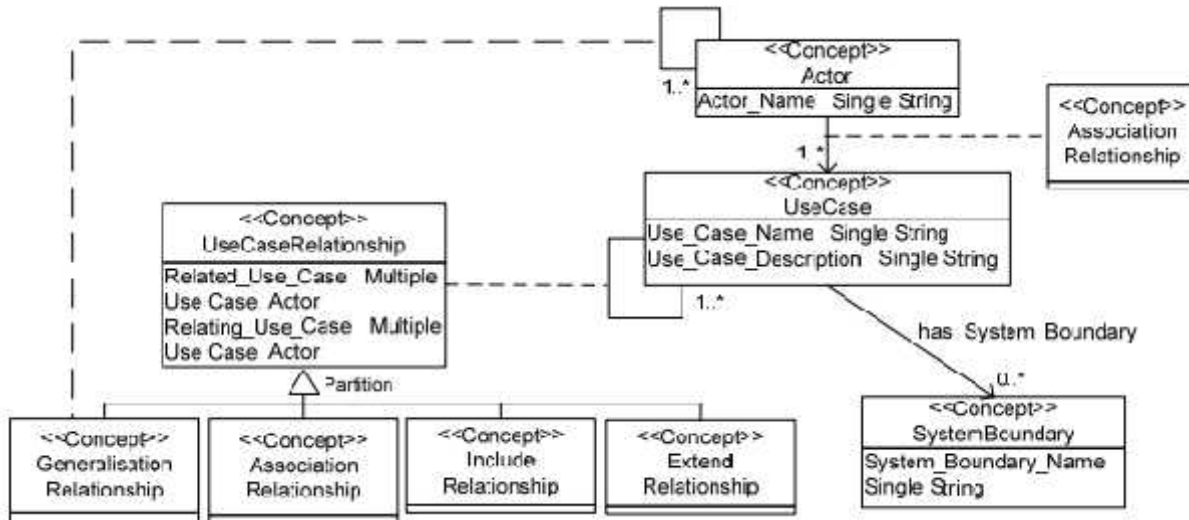 <<Concept>>
Actor
1..*
Actor_Name Single String
<<Concept>>
Association
Relationship
1..*
<<Concept>>
UseCase
Use_Case_Name Single String
Use_Case_Description Single String
1..*
<<Concept>>
UseCaseRelationship
Related_Use_Case Multiple
Use Case Actor
Relating_Use_Case Multiple
Use Case Actor
has System Boundary
Partition
0..*
<<Concept>>
Generalisation
Relationship
<<Concept>>
Association
Relationship
<<Concept>>
Include
Relationship
<<Concept>>
Extend
Relationship
<<Concept>>
SystemBoundary
System_Boundary_Name
Single String